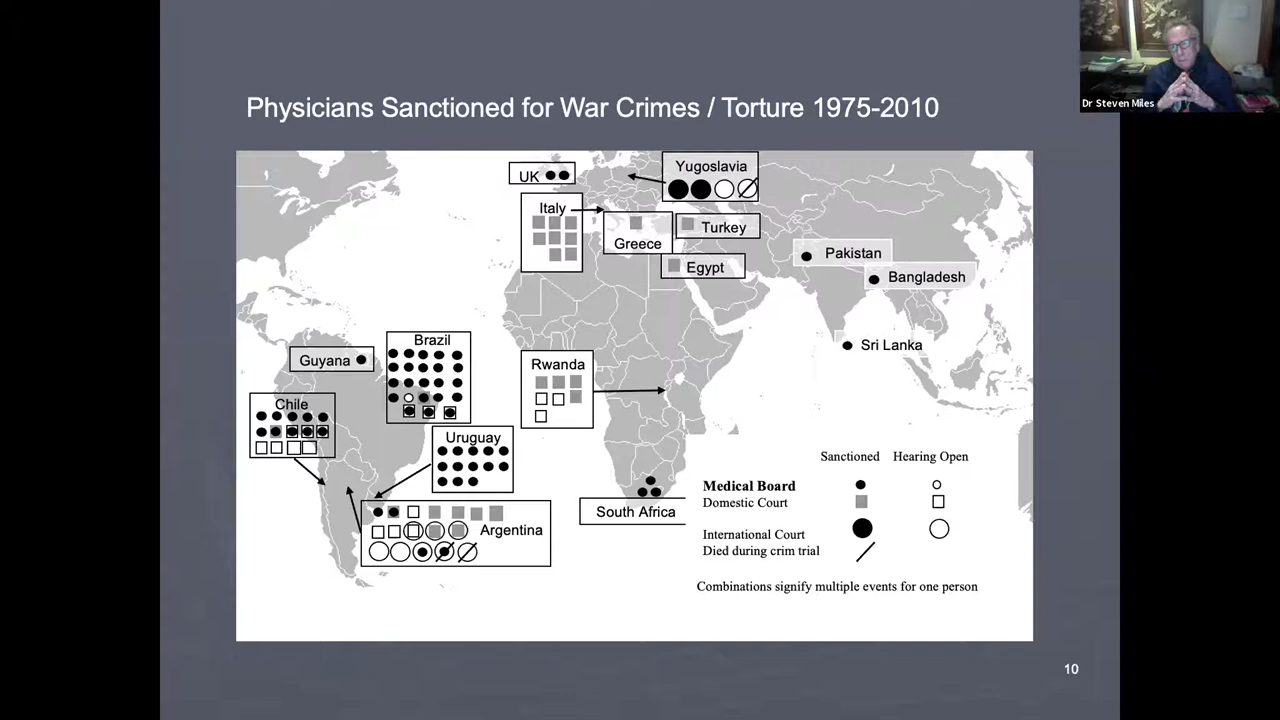 Dr Steven Miles
Physicians Sanctioned for War Crimes / Torture 1975-2010
UK
Yugoslavia
Italy
Greece
Turkey
Egypt
Pakistan
Bangladesh
Sri Lanka
Guyana
Brazil
Rwanda
Chile
Uruguay
Argentina
South Africa
Sanctioned Hearing Open
Medical Board
Domestic Court
International Court
Died during crim trial
Combinations signify multiple events for one person
10